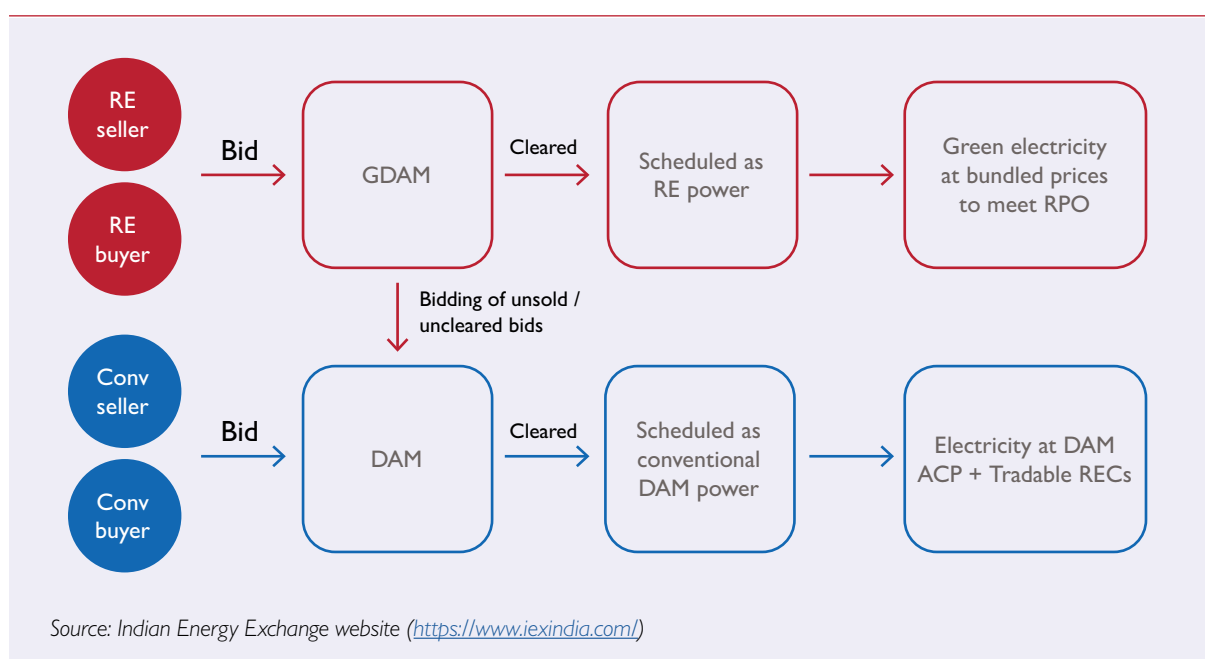 RE
seller
RE
buyer
Bid
GDAM
Cleared
Scheduled as
RE power
Green electricity
at bundled prices
to meet RPO
Bidding of unsold /
uncleared bids
Conv
seller
Conv
buyer
Bid
DAM
Cleared
Scheduled as
conventional
DAM power
Electricity at DAM
ACP + Tradable RECs
Source: Indian Energy Exchange website (https://www.iexindia.com/)